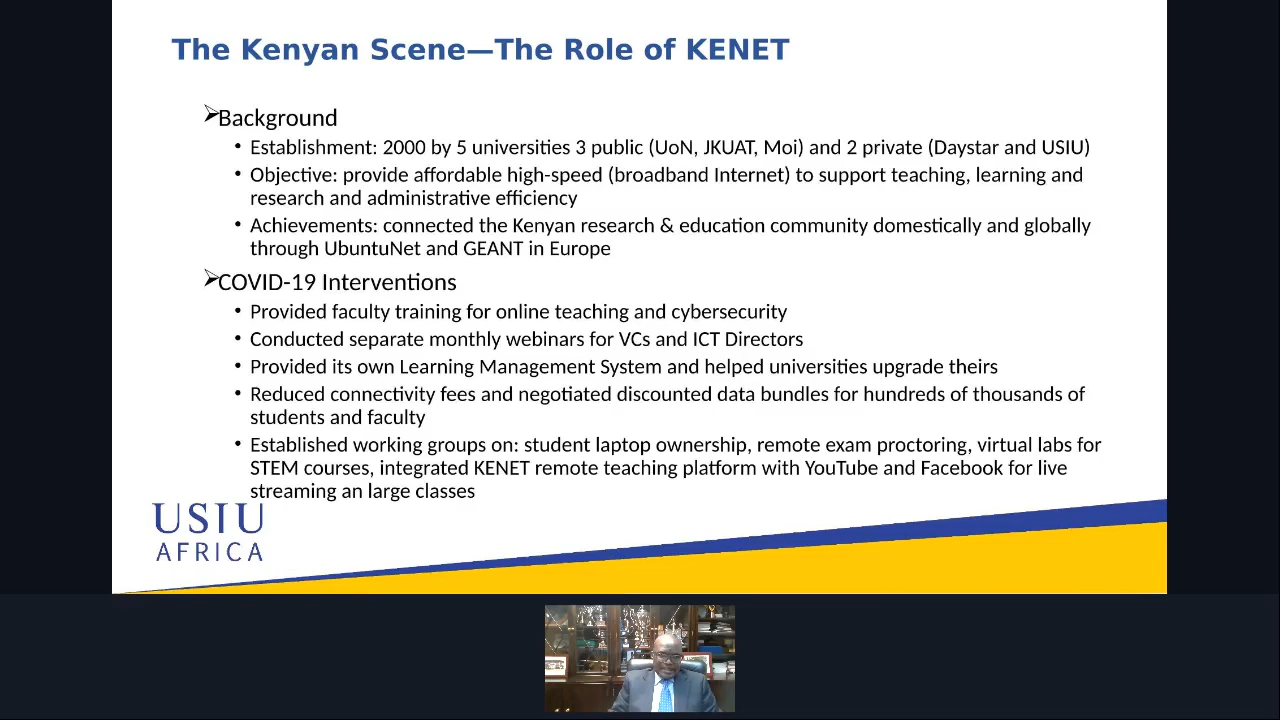 The Kenyan Scene—The Role of KENET
➢Background
• Establishment: 2000 by 5 universities 3 public (UoN, JKUAT, Moi) and 2 private (Daystar and USIU)
• Objective: provide affordable high-speed (broadband Internet) to support teaching, learning and
research and administrative efficiency
• Achievements: connected the Kenyan research & education community domestically and globally
through UbuntuNet and GEANT in Europe
➢COVID-19 Interventions
• Provided faculty training for online teaching and cybersecurity
• Conducted separate monthly webinars for VCs and ICT Directors
• Provided its own Learning Management System and helped universities upgrade theirs
• Reduced connectivity fees and negotiated discounted data bundles for hundreds of thousands of
students and faculty
• Established working groups on: student laptop ownership, remote exam proctoring, virtual labs for
STEM courses, integrated KENET remote teaching platform with YouTube and Facebook for live
streaming an large classes
USIU
AFRICA